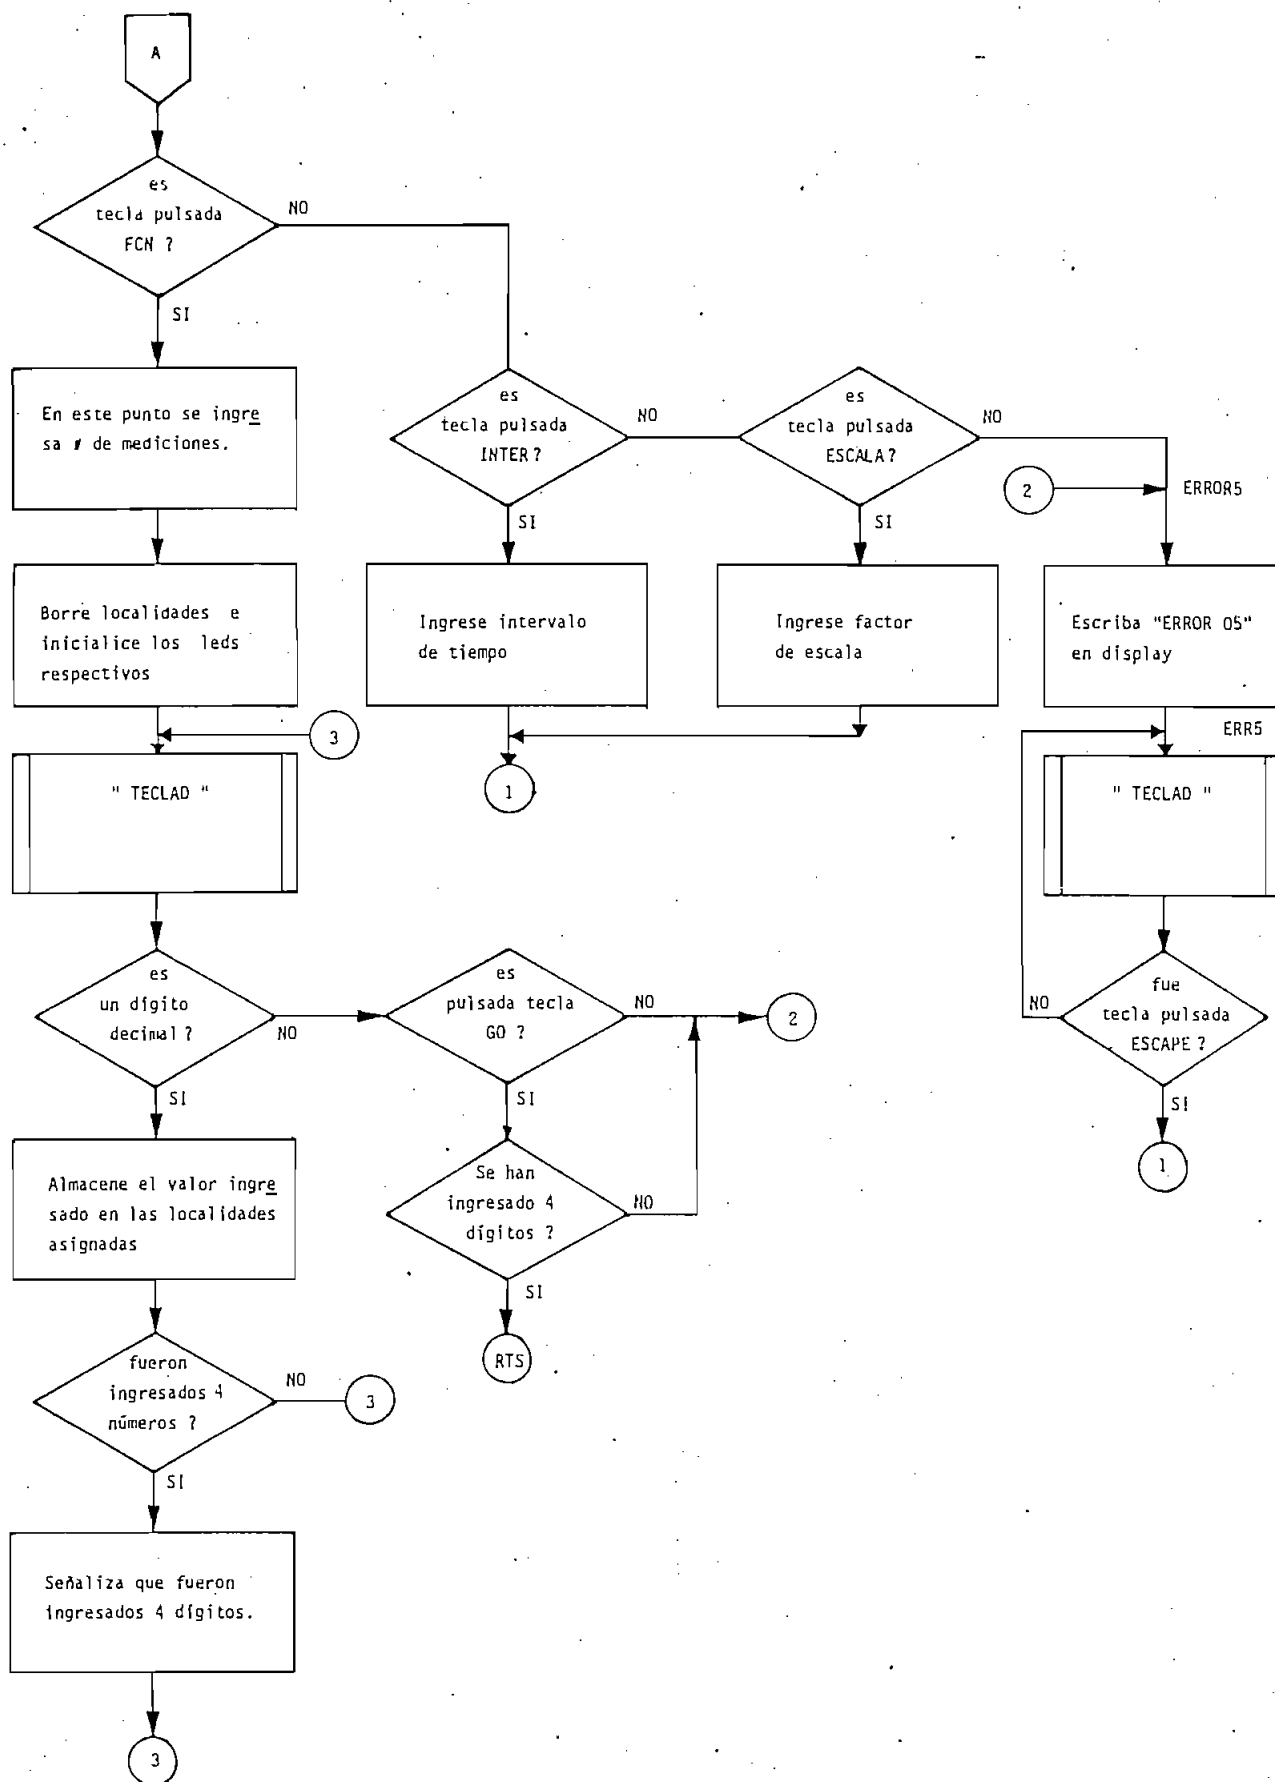 A
es
tecla pulsada
FCN ?
NO
SI
En este punto se ingre
sa # de mediciones.
es
tecla pulsada
INTER?
NO
SI
es
tecla pulsada
ESCALA?
NO
SI
2
ERROR5
Borre localidades e
inicialice los leds
respectivos
Ingrese intervalo
de tiempo
Ingrese factor
de escala
Escriba "ERROR 05"
en display
3
1
ERR5
" TECLAD "
" TECLAD "
es
un dígito
decimal?
NO
SI
es
pulsada tecla
GO ?
NO
2
SI
fue
tecla pulsada
ESCAPE?
NO
SI
1
Almacene el valor ingre
sado en las localidades
asignadas
Se han
ingresado 4
dígitos ?
NO
SI
RTS
fueron
ingresados 4
números ?
NO
3
SI
Señaliza que fueron
ingresados 4 dígitos.
3